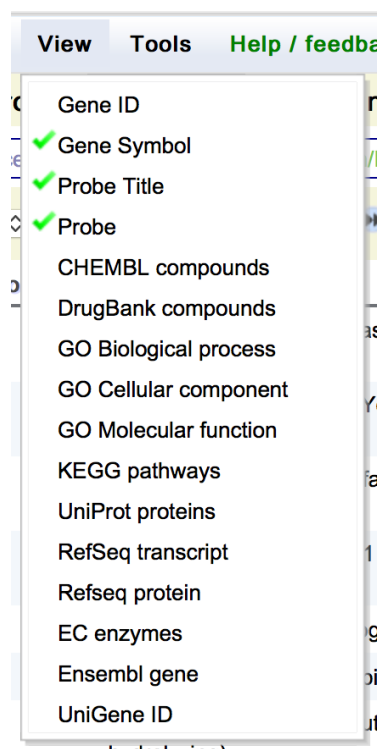 View Tools Help / feedba
Gene ID
Gene Symbol
Probe Title
Probe
CHEMBL compounds
DrugBank compounds
GO Biological process
GO Cellular component
GO Molecular function
KEGG pathways
UniProt proteins
RefSeq transcript
Refseq protein
EC enzymes
Ensembl gene
UniGene ID